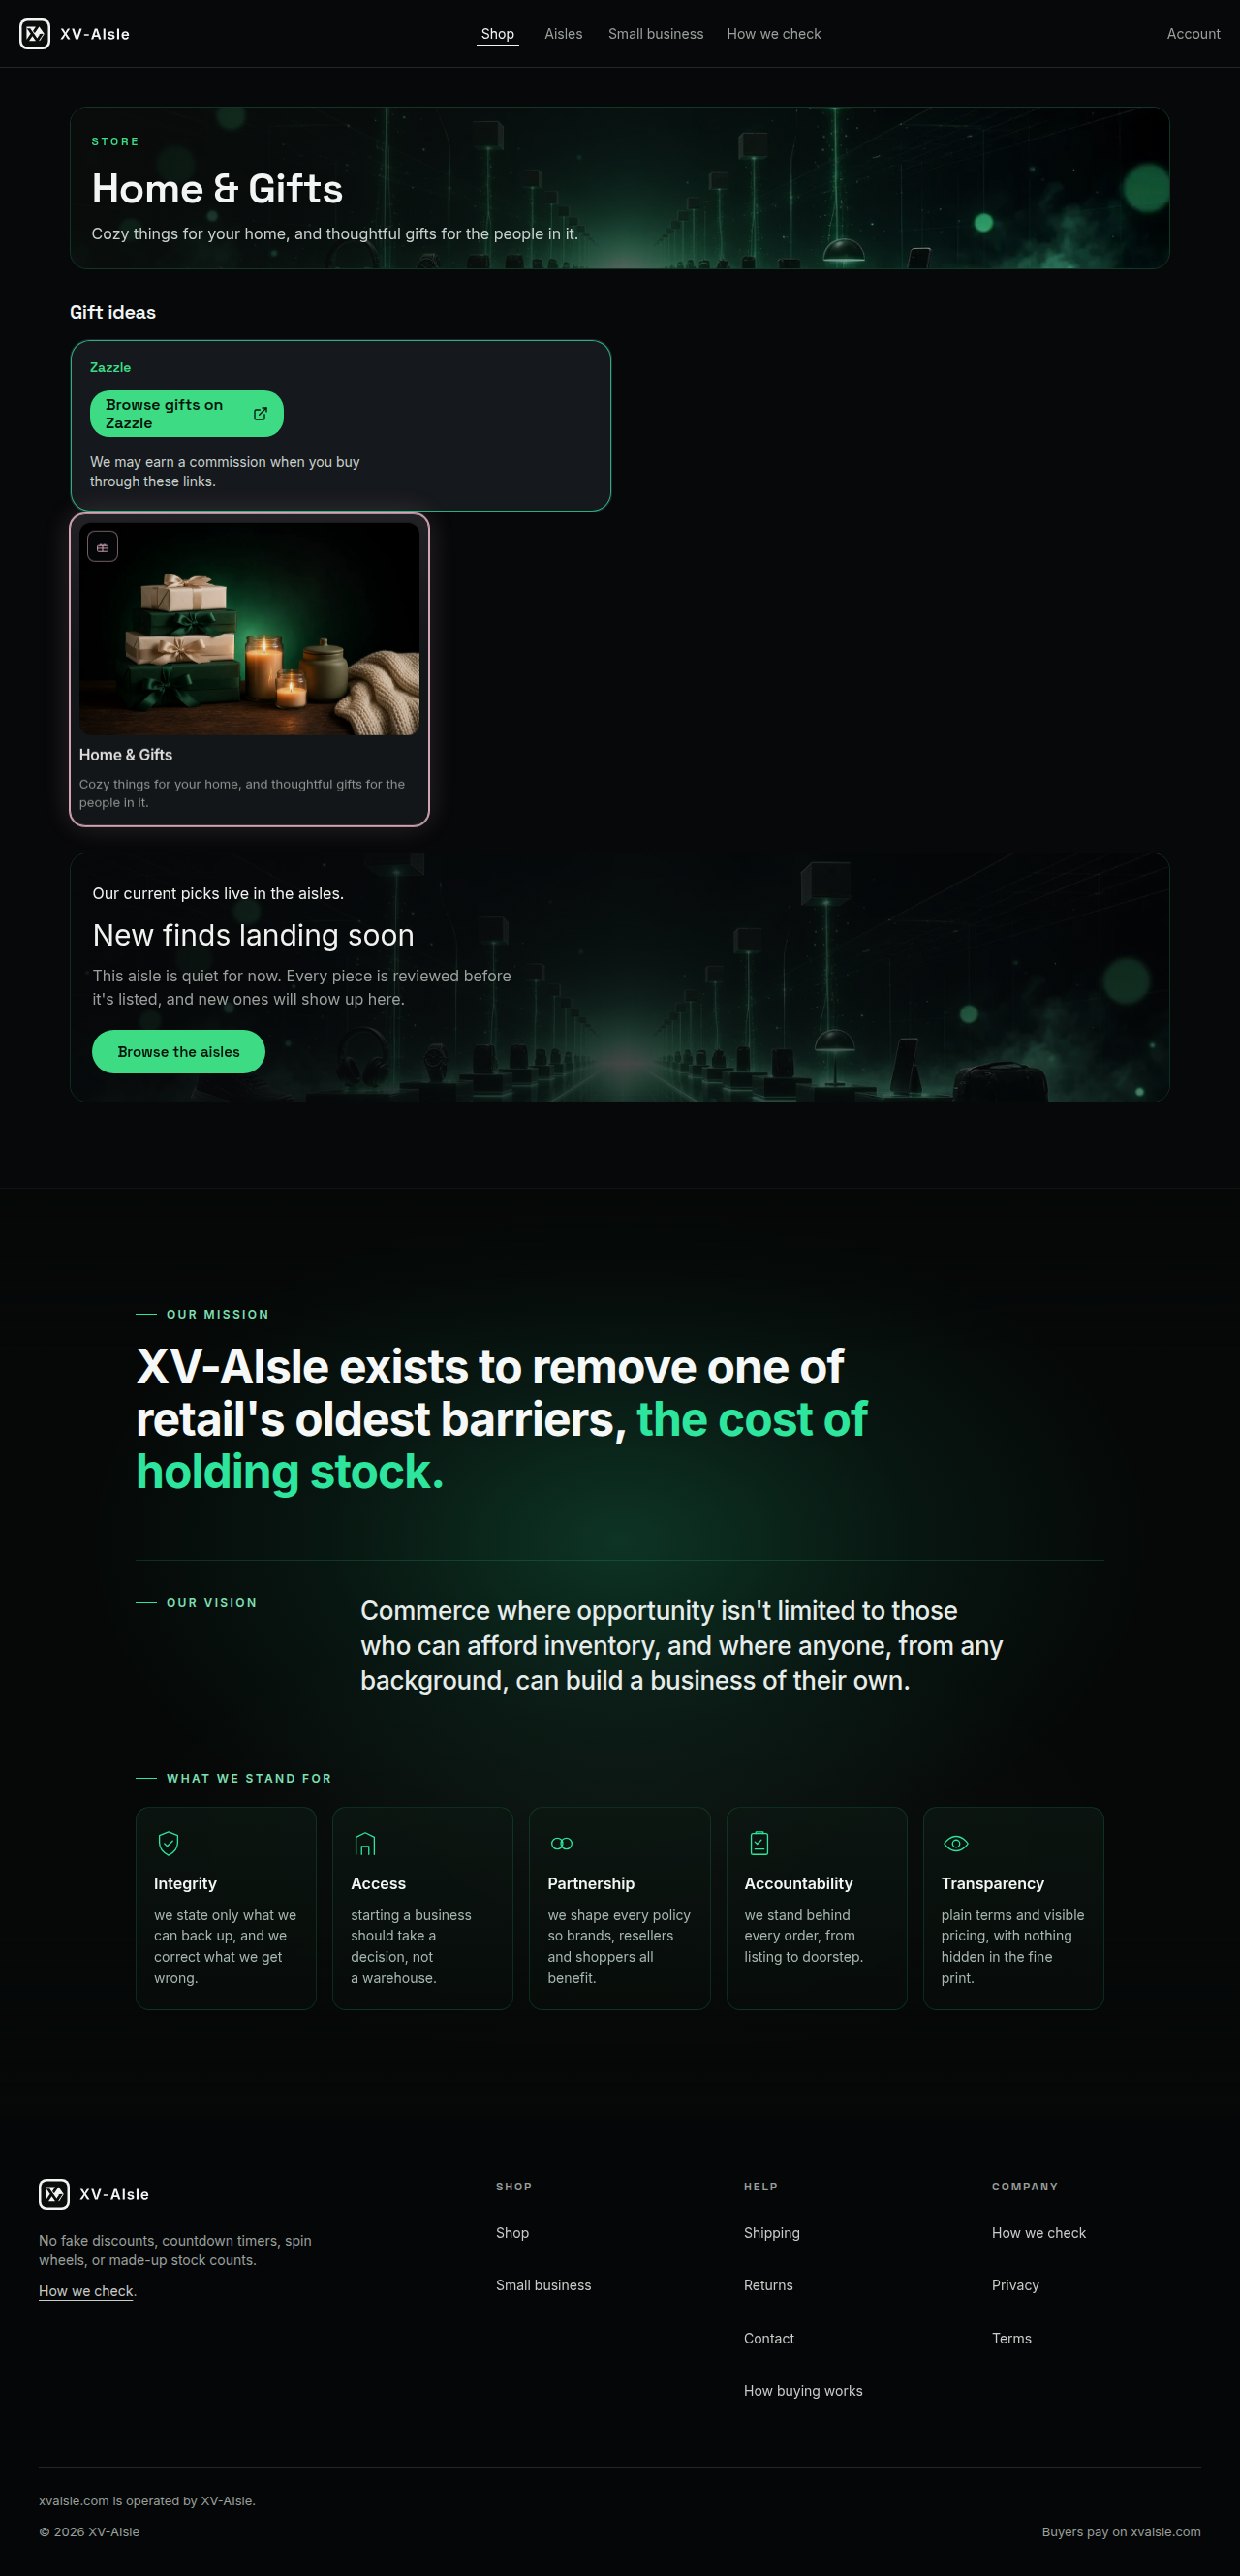 XV-AIsle
Shop
Aisles
Small business
How we check
Account
STORE
Home & Gifts
Cozy things for your home, and thoughtful gifts for the people in it.
Gift ideas
Zazzle
Browse gifts on
Zazzle
We may earn a commission when you buy
through these links.
Home & Gifts
Cozy things for your home, and thoughtful gifts for the
people in it.
Our current picks live in the aisles.
New finds landing soon
This aisle is quiet for now. Every piece is reviewed before
it's listed, and new ones will show up here.
Browse the aisles
OUR MISSION
XV-AIsle exists to remove one of
retail's oldest barriers, the cost of
holding stock.
OUR VISION
Commerce where opportunity isn't limited to those
who can afford inventory, and where anyone, from any
background, can build a business of their own.
WHAT WE STAND FOR
Integrity
we state only what we
can back up, and we
correct what we get
wrong.
Access
starting a business
should take a
decision, not
a warehouse.
Partnership
we shape every policy
so brands, resellers
and shoppers all
benefit.
Accountability
we stand behind
every order, from
listing to doorstep.
Transparency
plain terms and visible
pricing, with nothing
hidden in the fine
print.
XV-AIsle
No fake discounts, countdown timers, spin
wheels, or made-up stock counts.
How we check.
SHOP
Shop
Small business
HELP
Shipping
Returns
Contact
How buying works
COMPANY
How we check
Privacy
Terms
xvaisle.com is operated by XV-AIsle.
© 2026 XV-AIsle
Buyers pay on xvaisle.com